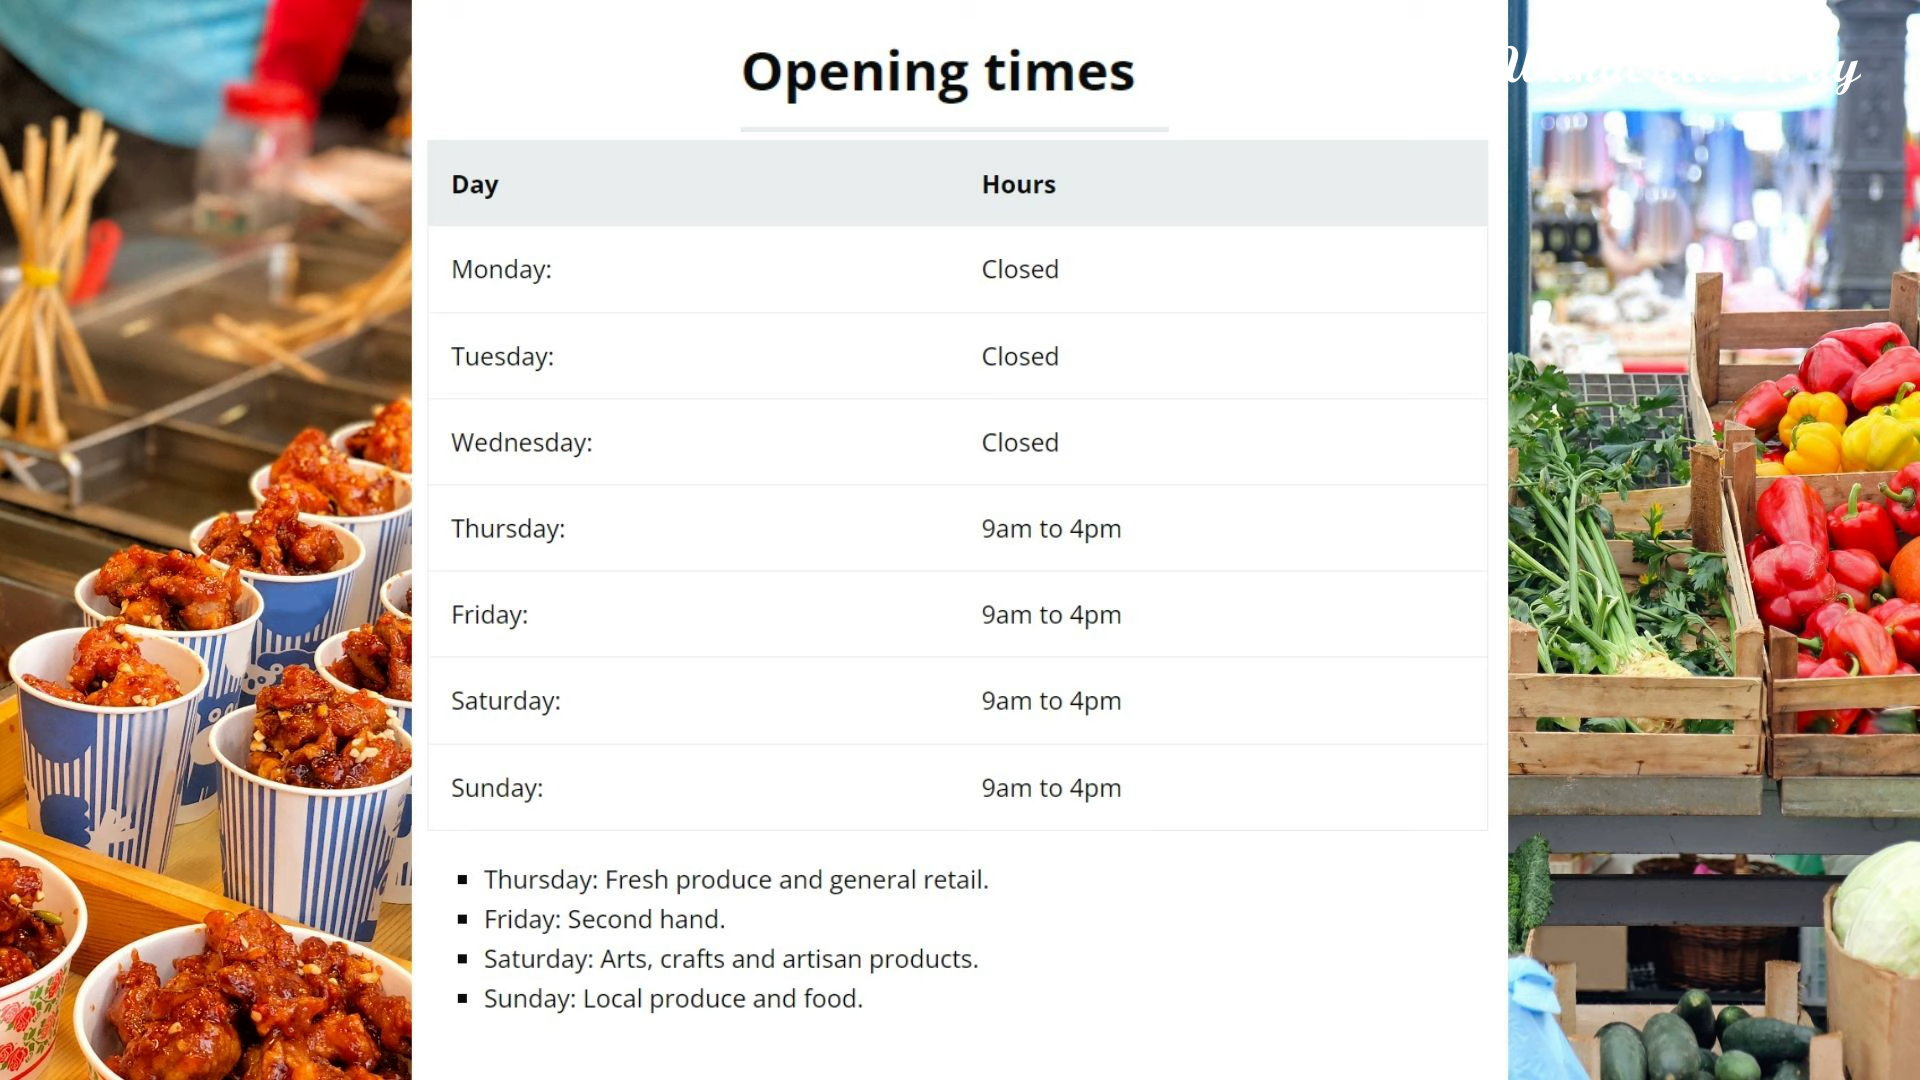 Opening times
Day Hours
Monday: Closed
Tuesday: Closed
Wednesday: Closed
Thursday: 9am to 4pm
Friday: 9am to 4pm
Saturday: 9am to 4pm
Sunday: 9am to 4pm
Thursday: Fresh produce and general retail.
Friday: Second hand.
Saturday: Arts, crafts and artisan products.
Sunday: Local produce and food.